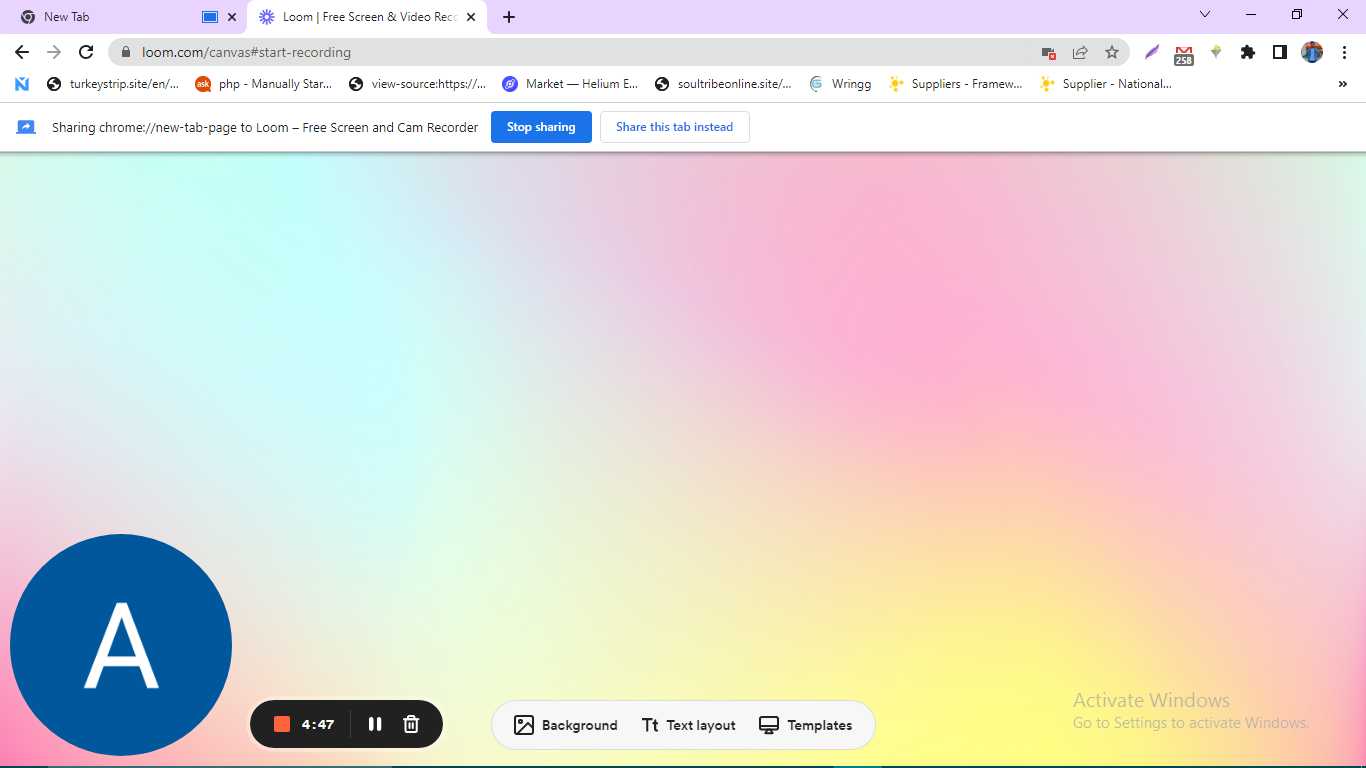 New Tab
Loom | Free Screen & Video Rec
loom.com/canvas#start-recording
258
turkeystrip.site/en/...
ask
php - Manually Star...
view-source:https://...
Market — Helium E...
soultribeonline.site/...
Wringg
Suppliers - Framew...
Supplier - National...
»
Sharing chrome://new-tab-page to Loom – Free Screen and Cam Recorder
Stop sharing
Share this tab instead
A
4:47
Background
Tt Text layout
Templates
Activate Windows
Go to Settings to activate Windows.